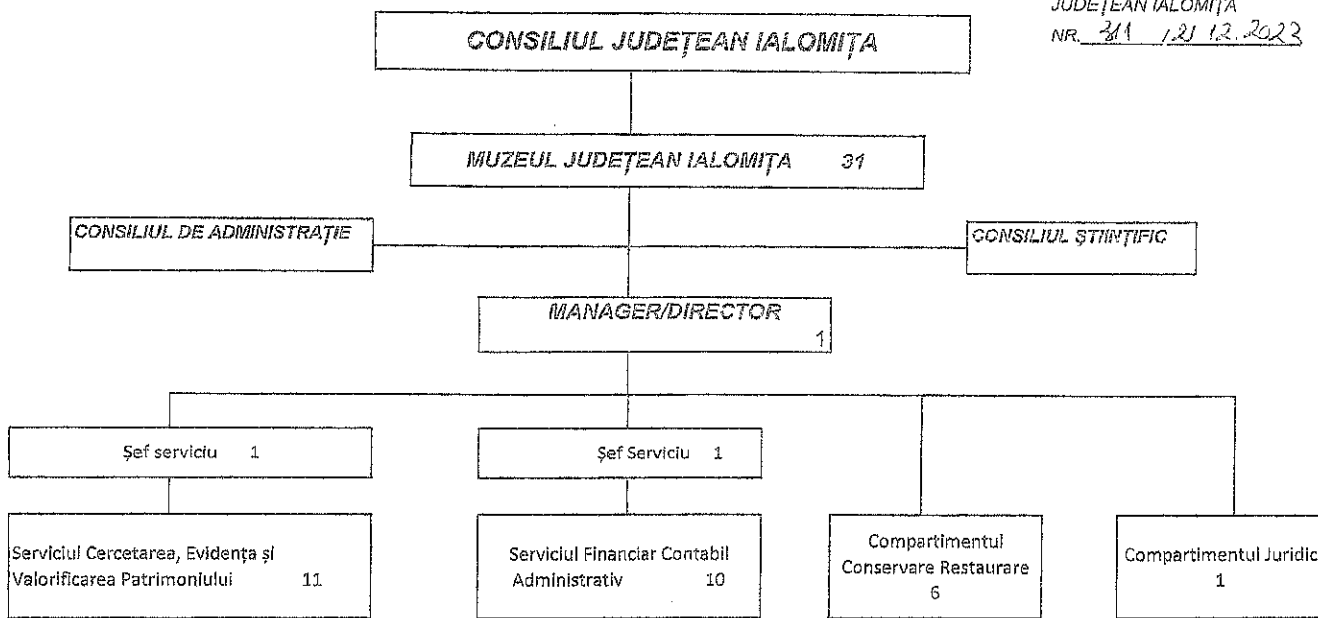 JUDEȚEAN IALOMIȚA
NR. 311 / 21 12.2023
CONSILIUL JUDEȚEAN IALOMIȚA
MUZEUL JUDEȚEAN IALOMIȚA 31
CONSILIUL DE ADMINISTRAȚIE
CONSILIUL ȘTIINȚIFIC
MANAGER/DIRECTOR
1
Șef serviciu 1
Șef Serviciu 1
Serviciul Cercetarea, Evidența și
Valorificarea Patrimoniului 11
Serviciul Financiar Contabil
Administrativ 10
Compartimentul
Conservare Restaurare
6
Compartimentul Juridic
1